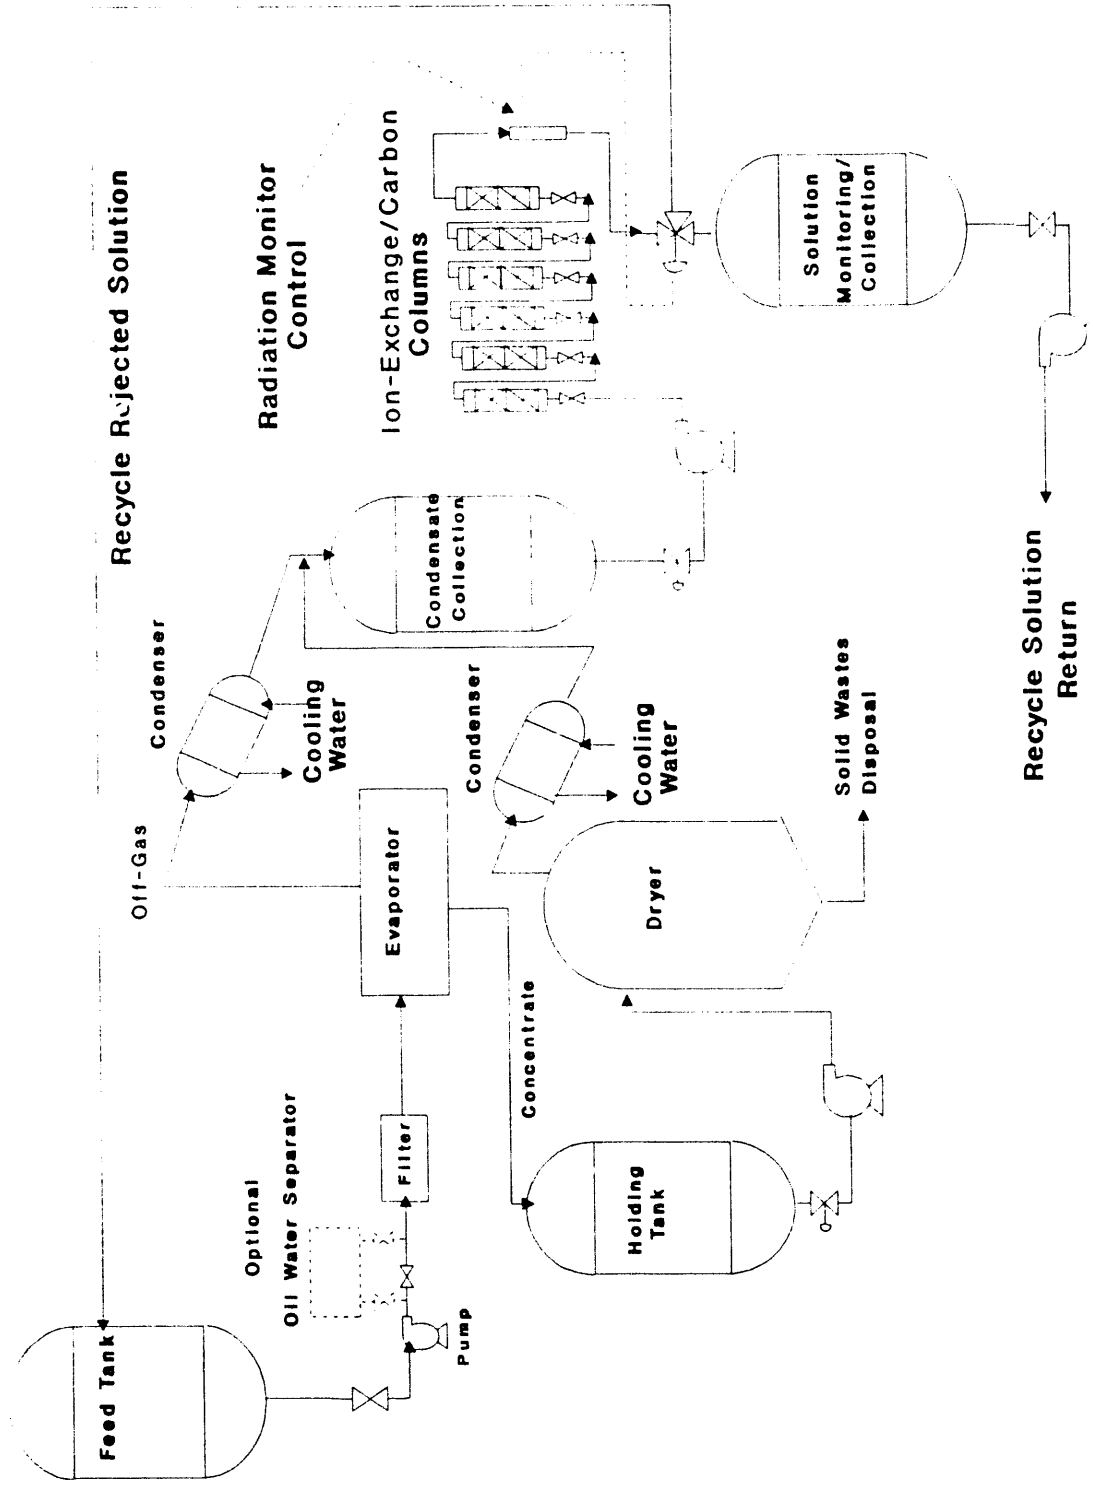 Recycle Rejected Solution
Radiation Monitor
Control
Ion-Exchange/Carbon
Columns
Condenser
Cooling
Water
Off-Gas
Evaporator
Condensate
Collection
Condenser
Cooling
Water
Solution
Monitoring/
Collection
Optional
Oil Water Separator
Filter
Concentrate
Dryer
Solid Wastes
Disposal
Feed Tank
Pump
Holding
Tank
Recycle Solution
Return